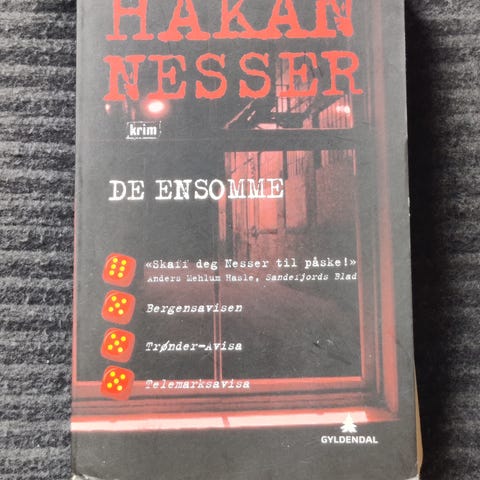 HÅKAN
NESSER
krim
DE ENSOMME
«Skaff deg Nesser til påske!»
Anders Mehlum Hasle, Sandefjords Blad
Bergensavisen
Trønder-Avisa
Telemarksavisa
GYLDENDAL